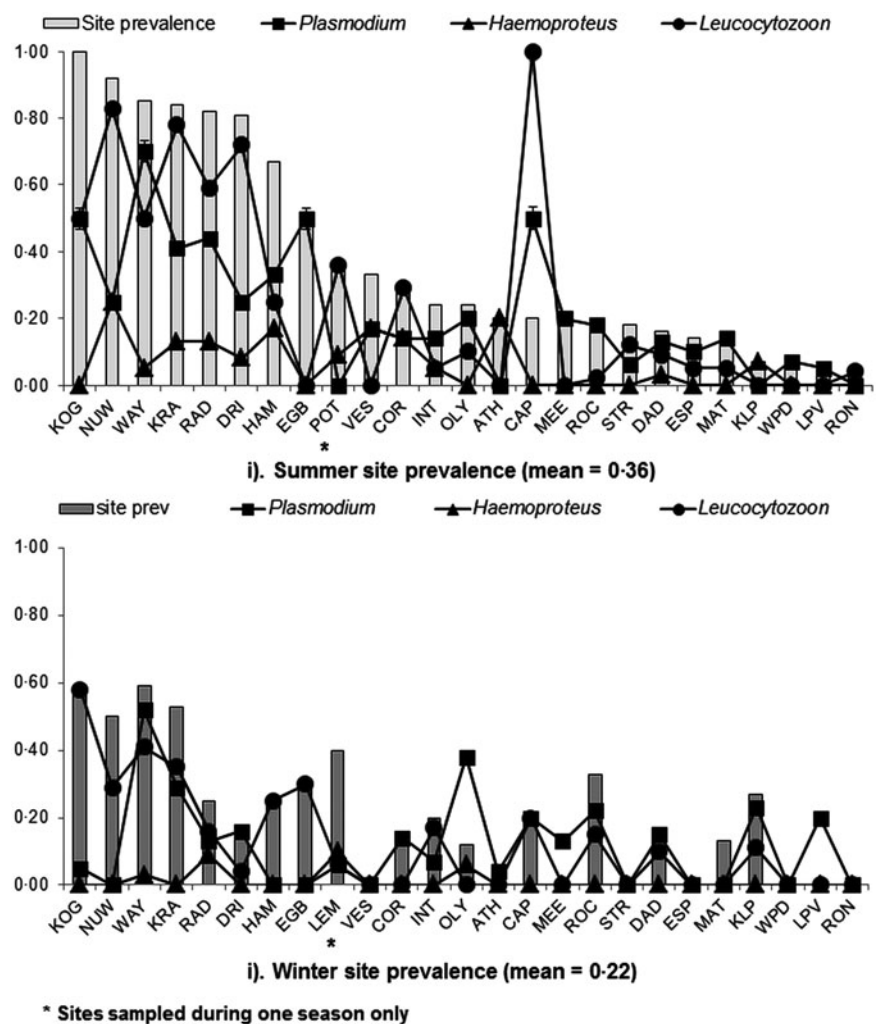 Site prevalence Plasmodium Haemoproteus Leucocytozoon
1·00
0·80
0·60
0·40
0·20
0·00
KOG NUW WAY KRA RAD DRI HAM EGB POT VES COR INT OLY ATH CAP MEE ROC STR DAD ESP MAT KLP WPD LPV RON
*
i). Summer site prevalence (mean = 0·36)
site prev Plasmodium Haemoproteus Leucocytozoon
1·00
0·80
0·60
0·40
0·20
0·00
KOG NUW WAY KRA RAD DRI HAM EGB LEM VES COR INT OLY ATH CAP MEE ROC STR DAD ESP MAT KLP WPD LPV RON
*
i). Winter site prevalence (mean = 0·22)
* Sites sampled during one season only